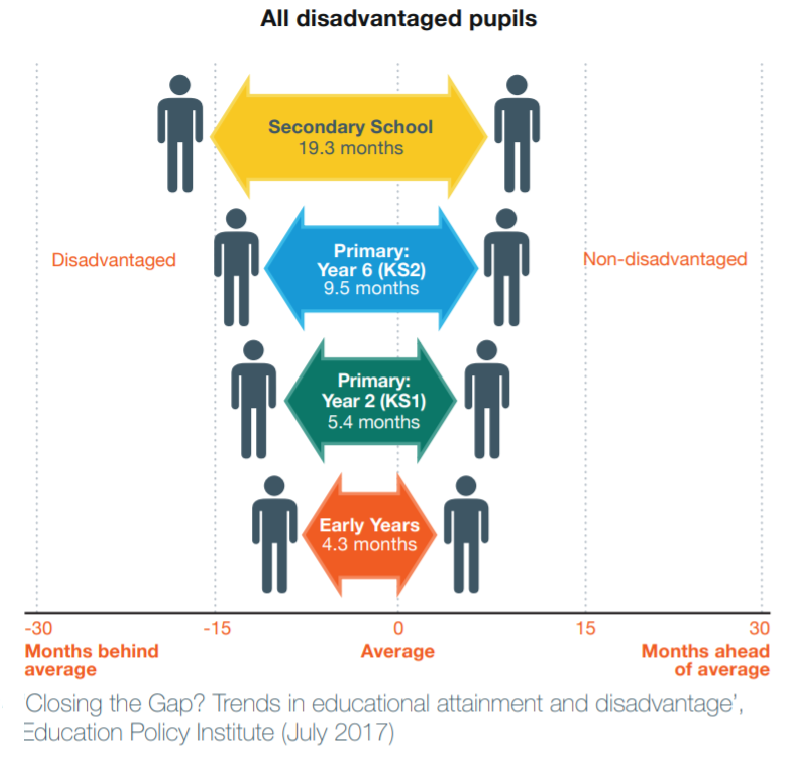 All disadvantaged pupils
Secondary School
19.3 months
Disadvantaged
Primary:
Year 6 (KS2)
9.5 months
Non-disadvantaged
Primary:
Year 2 (KS1)
5.4 months
Early Years
4.3 months
-30
-15
0
15
30
Months behind
average
Average
Months ahead
of average
'Closing the Gap? Trends in educational attainment and disadvantage',
Education Policy Institute (July 2017)